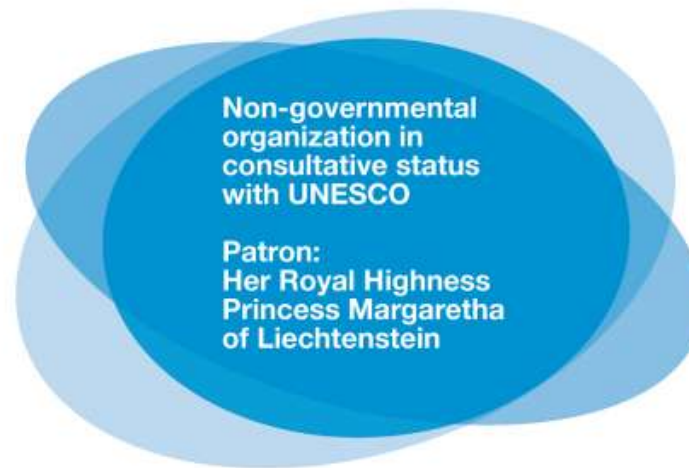 Non-governmental
organization in
consultative status
with UNESCO
Patron:
Her Royal Highness
Princess Margaretha
of Liechtenstein